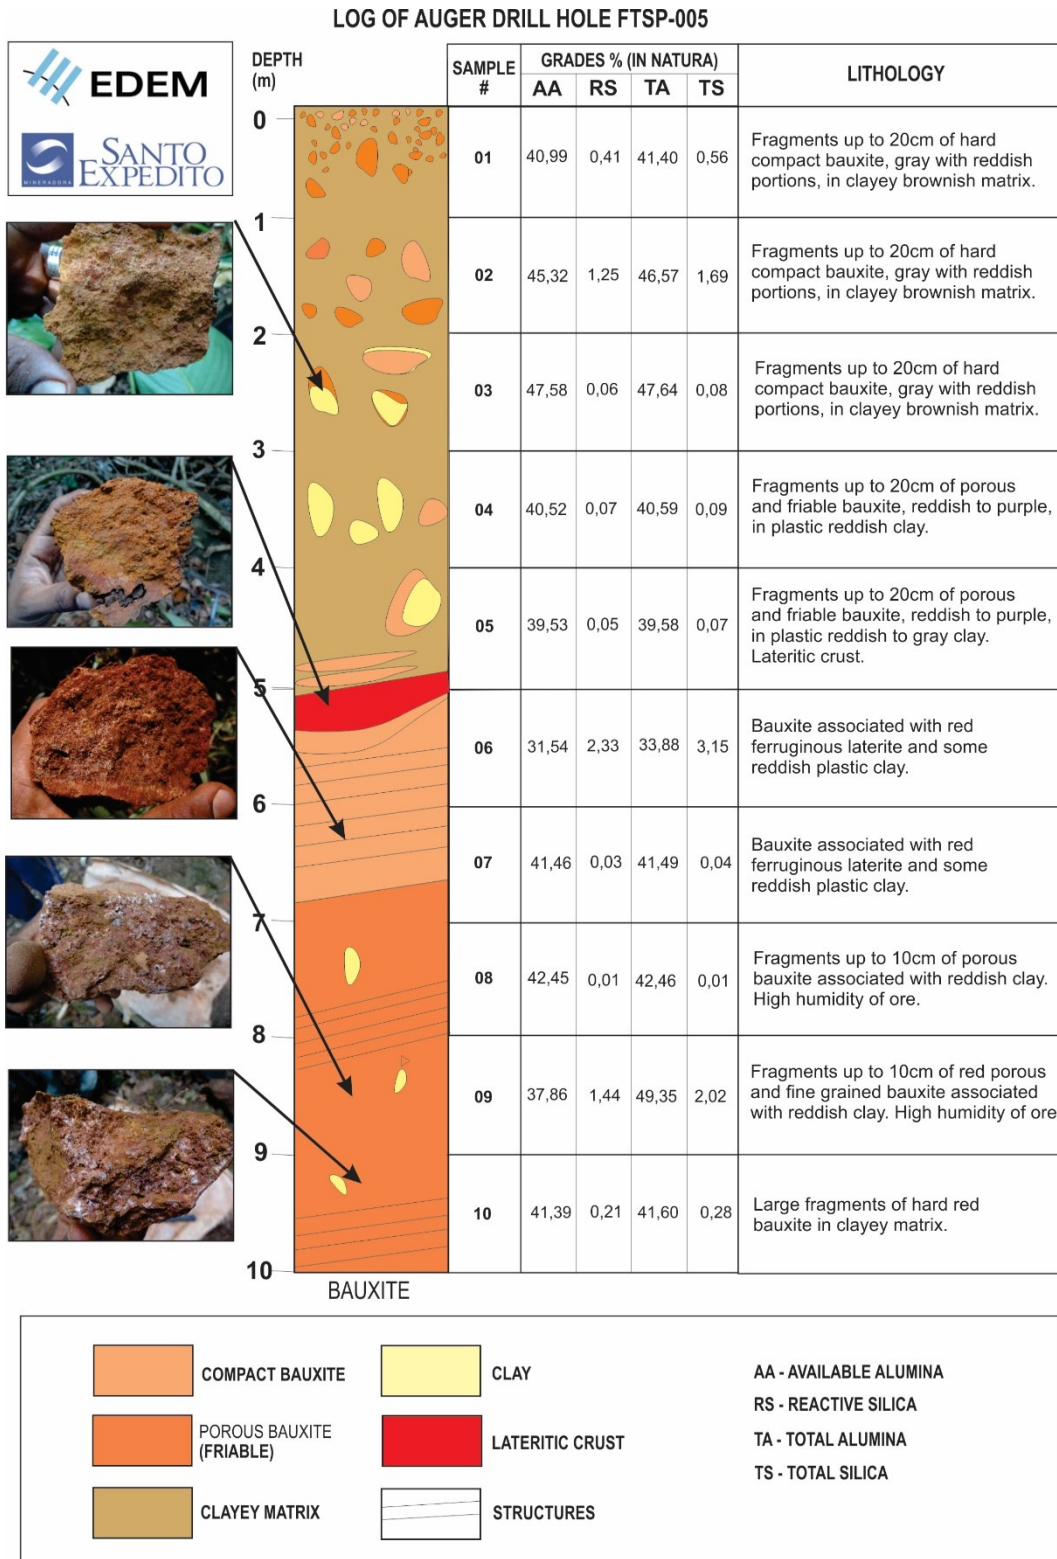 LOG OF AUGER DRILL HOLE FTSP-005
EDEM
SANTO
EXPEDITO
MINERADORA
DEPTH
(m)
SAMPLE
#
GRADES % (IN NATURA)
AA RS TA TS
LITHOLOGY
0
01 40,99 0,41 41,40 0,56
Fragments up to 20cm of hard
compact bauxite, gray with reddish
portions, in clayey brownish matrix.
1
02 45,32 1,25 46,57 1,69
Fragments up to 20cm of hard
compact bauxite, gray with reddish
portions, in clayey brownish matrix.
2
03 47,58 0,06 47,64 0,08
Fragments up to 20cm of hard
compact bauxite, gray with reddish
portions, in clayey brownish matrix.
3
04 40,52 0,07 40,59 0,09
Fragments up to 20cm of porous
and friable bauxite, reddish to purple,
in plastic reddish clay.
4
05 39,53 0,05 39,58 0,07
Fragments up to 20cm of porous
and friable bauxite, reddish to purple,
in plastic reddish to gray clay.
Lateritic crust.
5
06 31,54 2,33 33,88 3,15
Bauxite associated with red
ferruginous laterite and some
reddish plastic clay.
6
07 41,46 0,03 41,49 0,04
Bauxite associated with red
ferruginous laterite and some
reddish plastic clay.
7
08 42,45 0,01 42,46 0,01
Fragments up to 10cm of porous
bauxite associated with reddish clay.
High humidity of ore.
8
09 37,86 1,44 49,35 2,02
Fragments up to 10cm of red porous
and fine grained bauxite associated
with reddish clay. High humidity of ore
9
10 41,39 0,21 41,60 0,28
Large fragments of hard red
bauxite in clayey matrix.
10
BAUXITE
COMPACT BAUXITE
POROUS BAUXITE
(FRIABLE)
CLAYEY MATRIX
CLAY
LATERITIC CRUST
STRUCTURES
AA - AVAILABLE ALUMINA
RS - REACTIVE SILICA
TA - TOTAL ALUMINA
TS - TOTAL SILICA